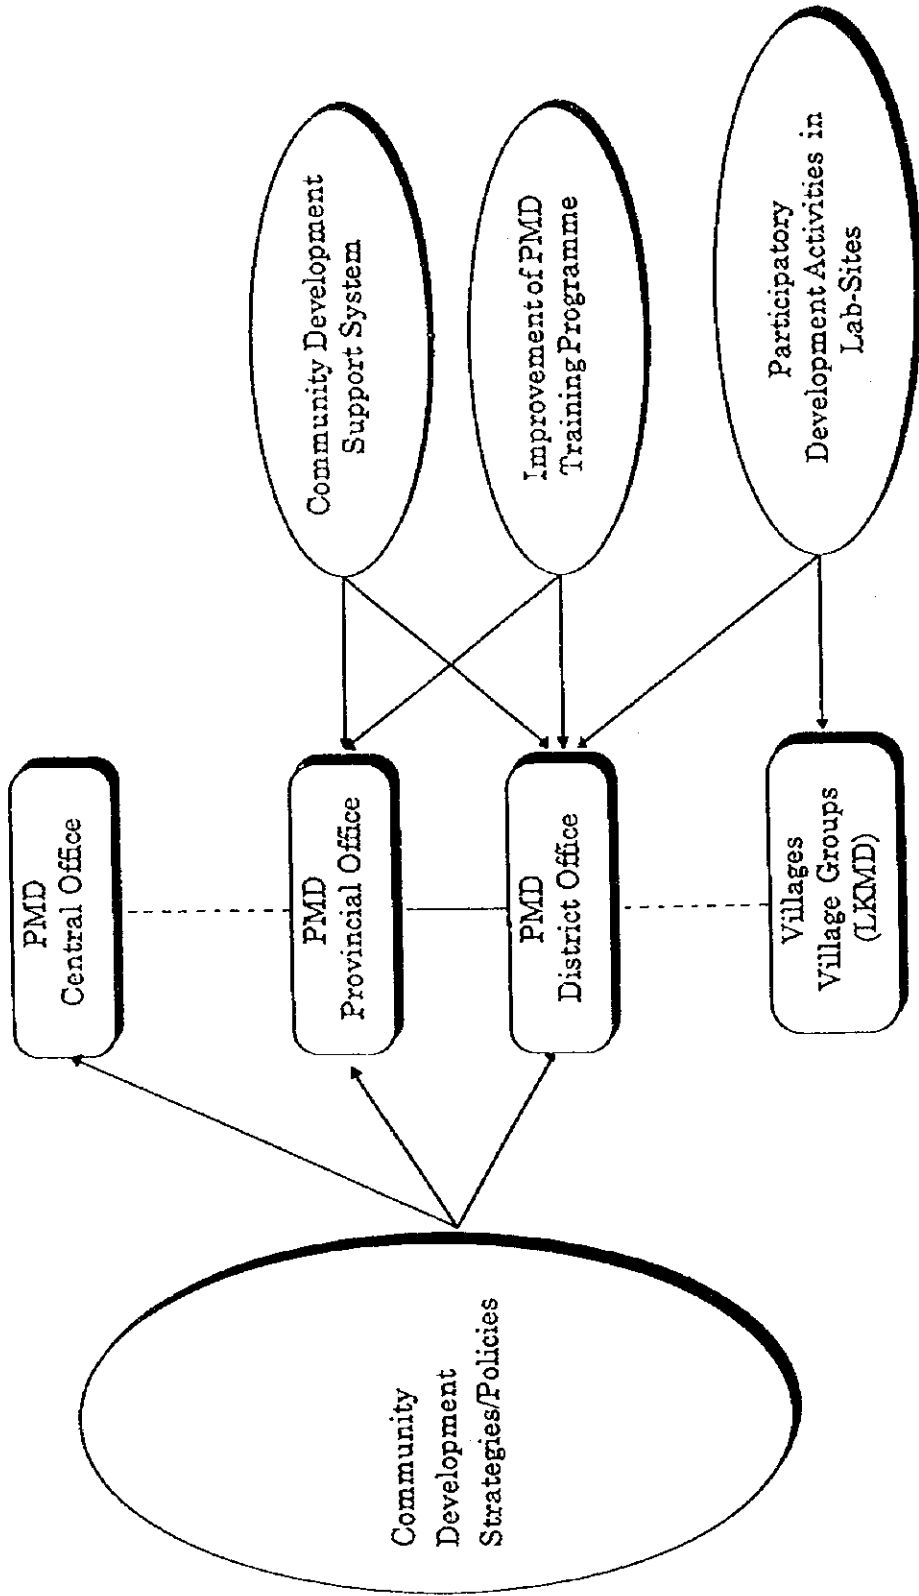 Community
Development
Strategies/Policies
PMD
Central Office
PMD
Provincial Office
PMD
District Office
Villages
Village Groups
(LKMD)
Community Development
Support System
Improvement of PMD
Training Programme
Participatory
Development Activities in
Lab-Sites